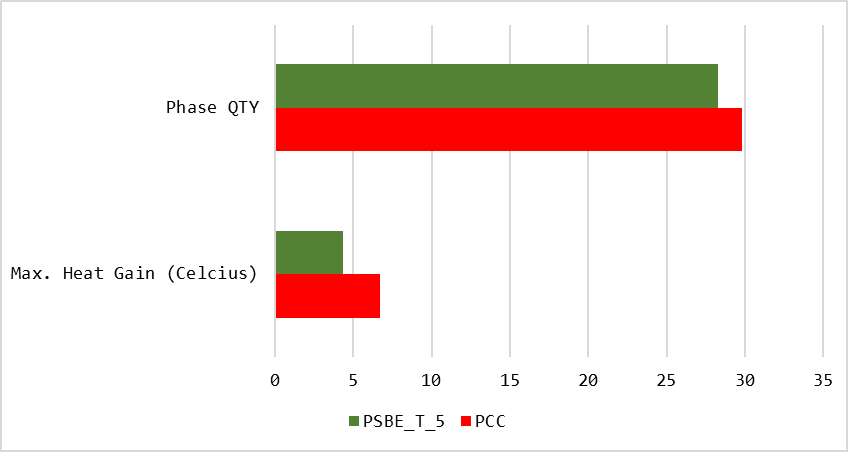 Phase QTY
Max. Heat Gain (Celcius)
0 5 10 15 20 25 30 35
PSBE_T_5 PCC